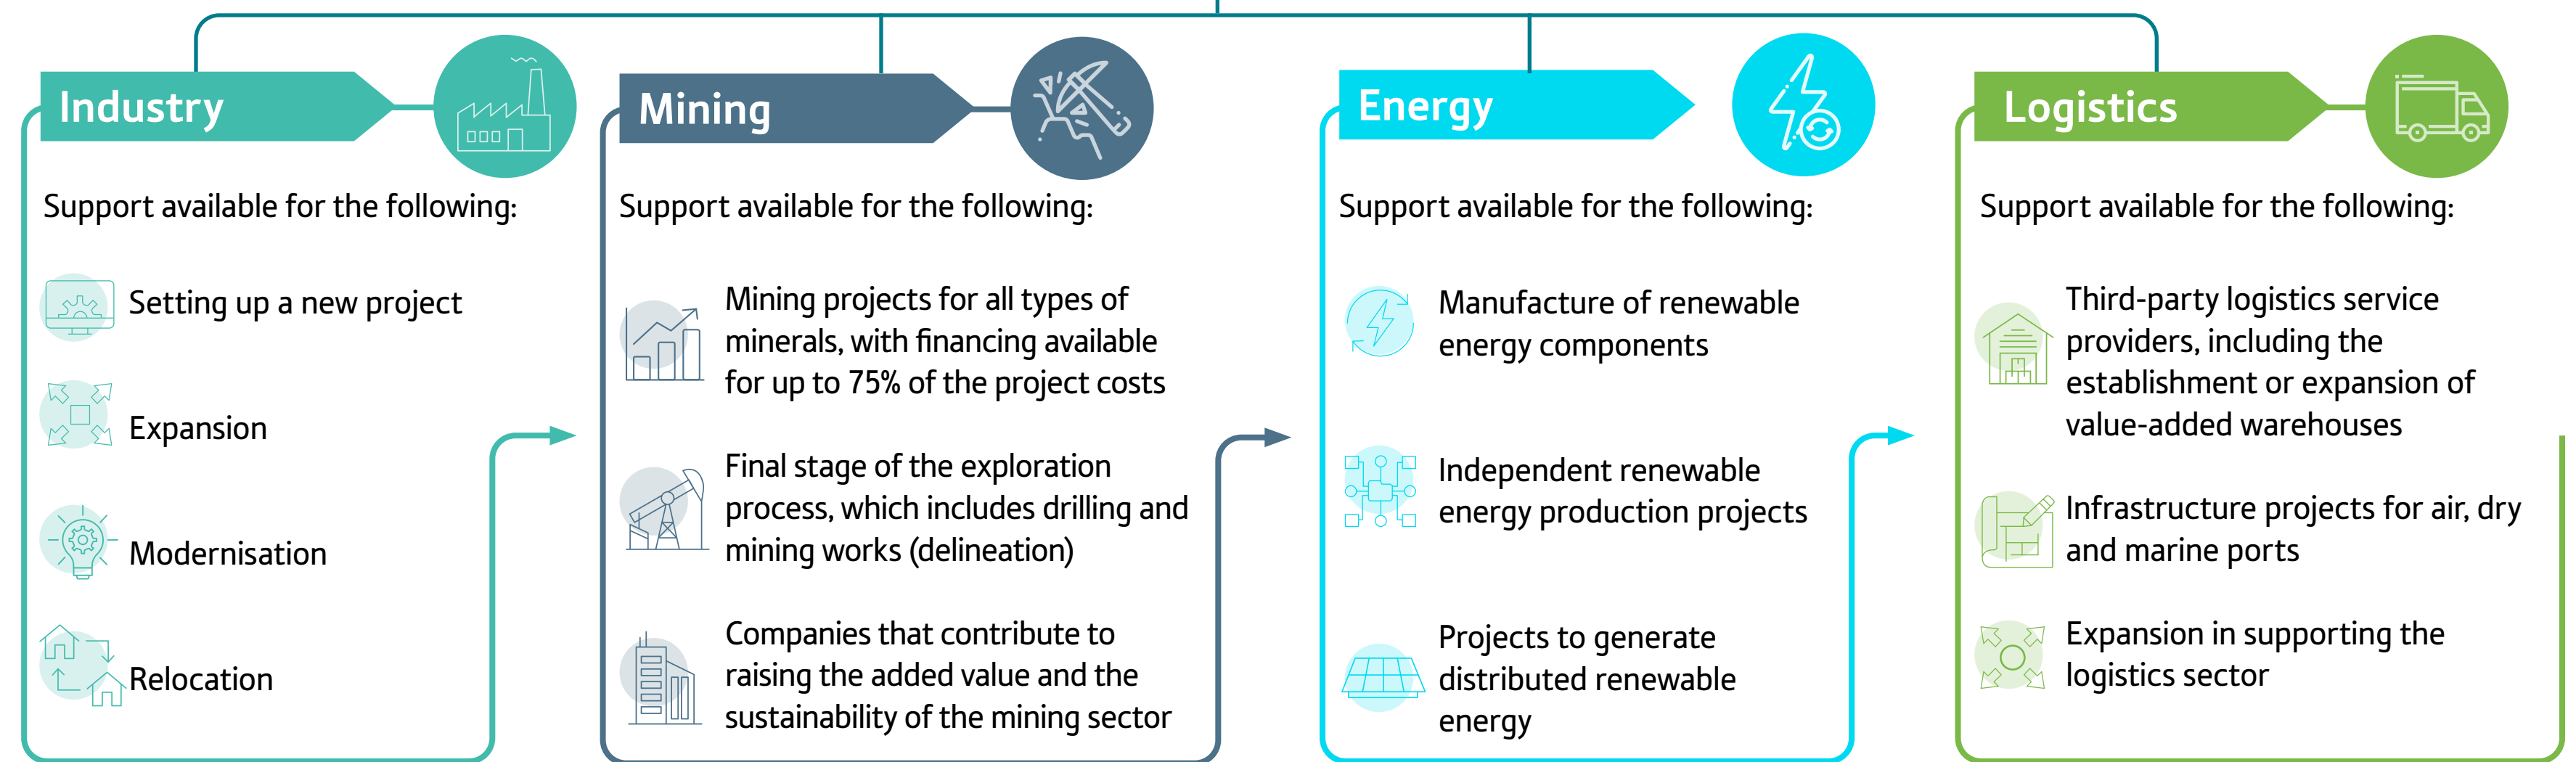 Industry
Support available for the following:
Setting up a new project
Expansion
Modernisation
Relocation
Mining
Support available for the following:
Mining projects for all types of
minerals, with financing available
for up to 75% of the project costs
Final stage of the exploration
process, which includes drilling and
mining works (delineation)
Companies that contribute to
raising the added value and the
sustainability of the mining sector
Energy
Support available for the following:
Manufacture of renewable
energy components
Independent renewable
energy production projects
Projects to generate
distributed renewable
energy
Logistics
Support available for the following:
Third-party logistics service
providers, including the
establishment or expansion of
value-added warehouses
Infrastructure projects for air, dry
and marine ports
Expansion in supporting the
logistics sector